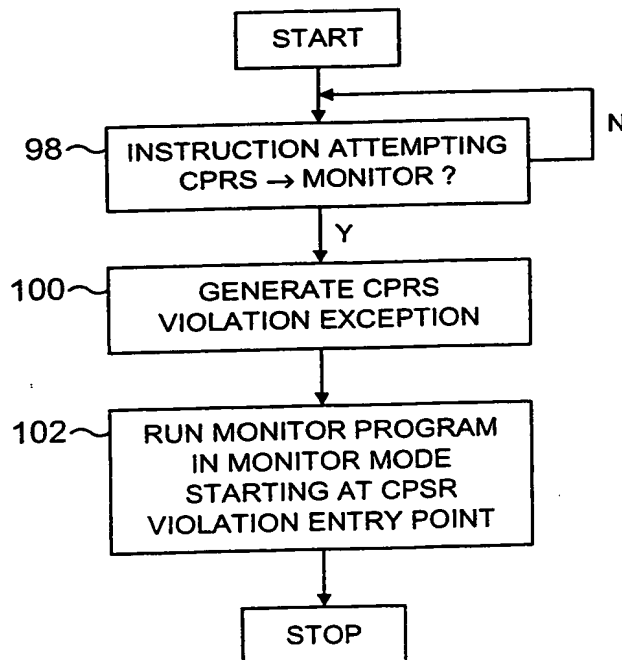 START
N
98
INSTRUCTION ATTEMPTING
CPRS → MONITOR ?
Y
100
GENERATE CPRS
VIOLATION EXCEPTION
102
RUN MONITOR PROGRAM
IN MONITOR MODE
STARTING AT CPSR
VIOLATION ENTRY POINT
STOP